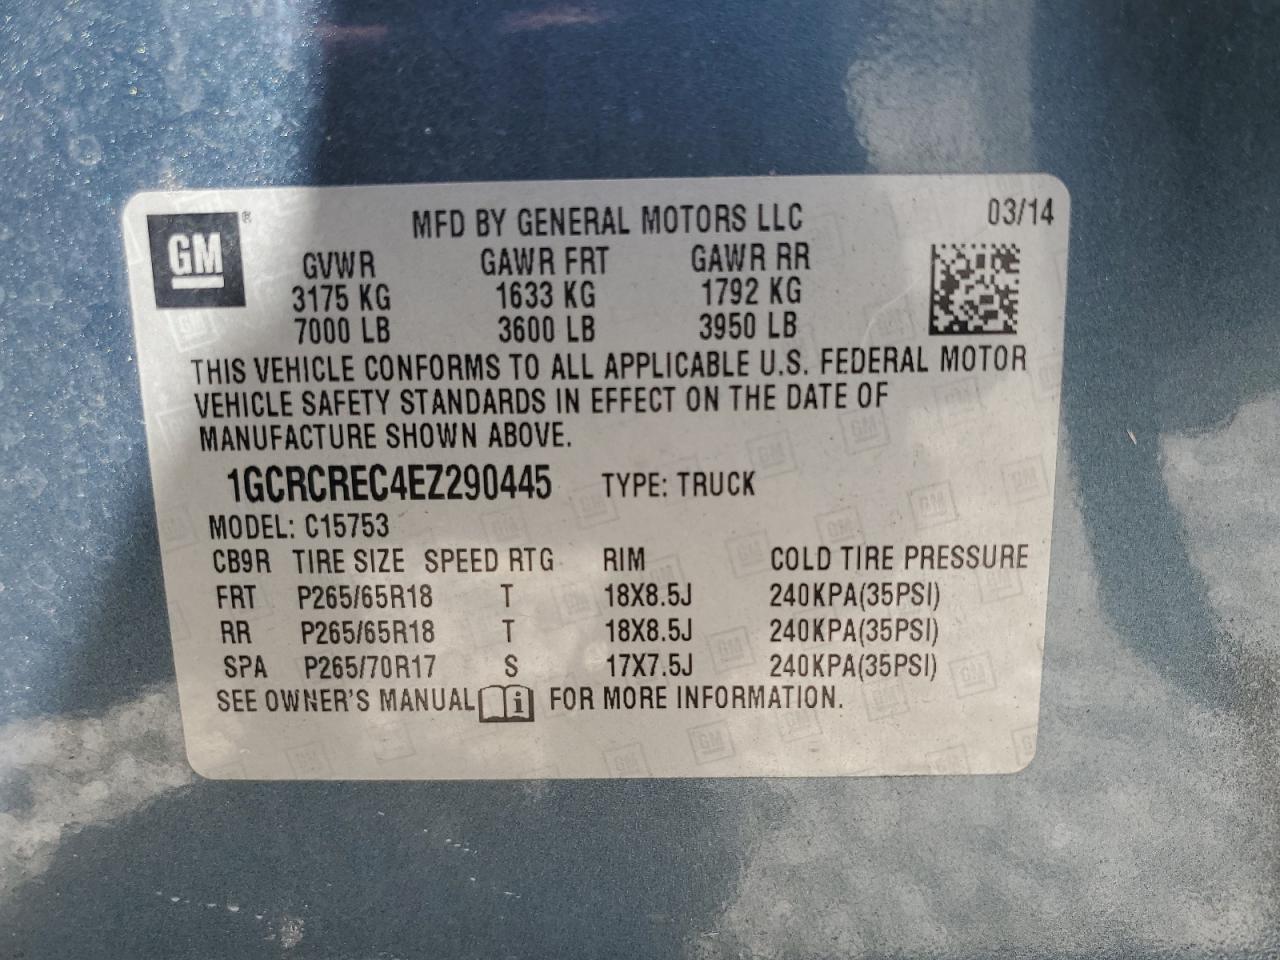 GM ® MFD BY GENERAL MOTORS LLC 03/14
GVWR GAWR FRT GAWR RR
3175 KG 1633 KG 1792 KG
7000 LB 3600 LB 3950 LB
THIS VEHICLE CONFORMS TO ALL APPLICABLE U.S. FEDERAL MOTOR
VEHICLE SAFETY STANDARDS IN EFFECT ON THE DATE OF
MANUFACTURE SHOWN ABOVE.
1GCRCREC4EZ290445 TYPE: TRUCK
MODEL: C15753
CB9R TIRE SIZE SPEED RTG RIM COLD TIRE PRESSURE
FRT P265/65R18 T 18X8.5J 240KPA(35PSI)
RR P265/65R18 T 18X8.5J 240KPA(35PSI)
SPA P265/70R17 S 17X7.5J 240KPA(35PSI)
SEE OWNER'S MANUAL i FOR MORE INFORMATION.